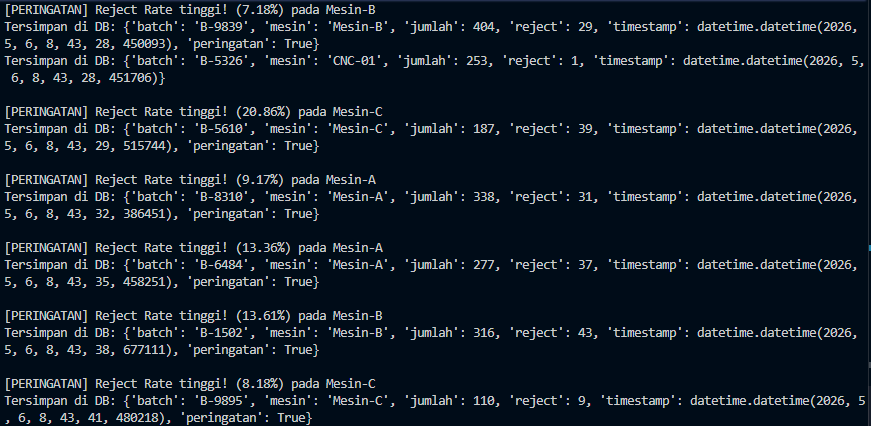 [PERINGATAN] Reject Rate tinggi! (7.18%) pada Mesin-B
Tersimpan di DB: {'batch': 'B-9839', 'mesin': 'Mesin-B', 'jumlah': 404, 'reject': 29, 'timestamp': datetime.datetime(2026,
5, 6, 8, 43, 28, 450093), 'peringatan': True}
Tersimpan di DB: {'batch': 'B-5326', 'mesin': 'CNC-01', 'jumlah': 253, 'reject': 1, 'timestamp': datetime.datetime(2026, 5,
6, 8, 43, 28, 451706)}
[PERINGATAN] Reject Rate tinggi! (20.86%) pada Mesin-C
Tersimpan di DB: {'batch': 'B-5610', 'mesin': 'Mesin-C', 'jumlah': 187, 'reject': 39, 'timestamp': datetime.datetime(2026,
5, 6, 8, 43, 29, 515744), 'peringatan': True}
[PERINGATAN] Reject Rate tinggi! (9.17%) pada Mesin-A
Tersimpan di DB: {'batch': 'B-8310', 'mesin': 'Mesin-A', 'jumlah': 338, 'reject': 31, 'timestamp': datetime.datetime(2026,
5, 6, 8, 43, 32, 386451), 'peringatan': True}
[PERINGATAN] Reject Rate tinggi! (13.36%) pada Mesin-A
Tersimpan di DB: {'batch': 'B-6484', 'mesin': 'Mesin-A', 'jumlah': 277, 'reject': 37, 'timestamp': datetime.datetime(2026,
5, 6, 8, 43, 35, 458251), 'peringatan': True}
[PERINGATAN] Reject Rate tinggi! (13.61%) pada Mesin-B
Tersimpan di DB: {'batch': 'B-1502', 'mesin': 'Mesin-B', 'jumlah': 316, 'reject': 43, 'timestamp': datetime.datetime(2026,
5, 6, 8, 43, 38, 677111), 'peringatan': True}
[PERINGATAN] Reject Rate tinggi! (8.18%) pada Mesin-C
Tersimpan di DB: {'batch': 'B-9895', 'mesin': 'Mesin-C', 'jumlah': 110, 'reject': 9, 'timestamp': datetime.datetime(2026, 5
, 6, 8, 43, 41, 480218), 'peringatan': True}